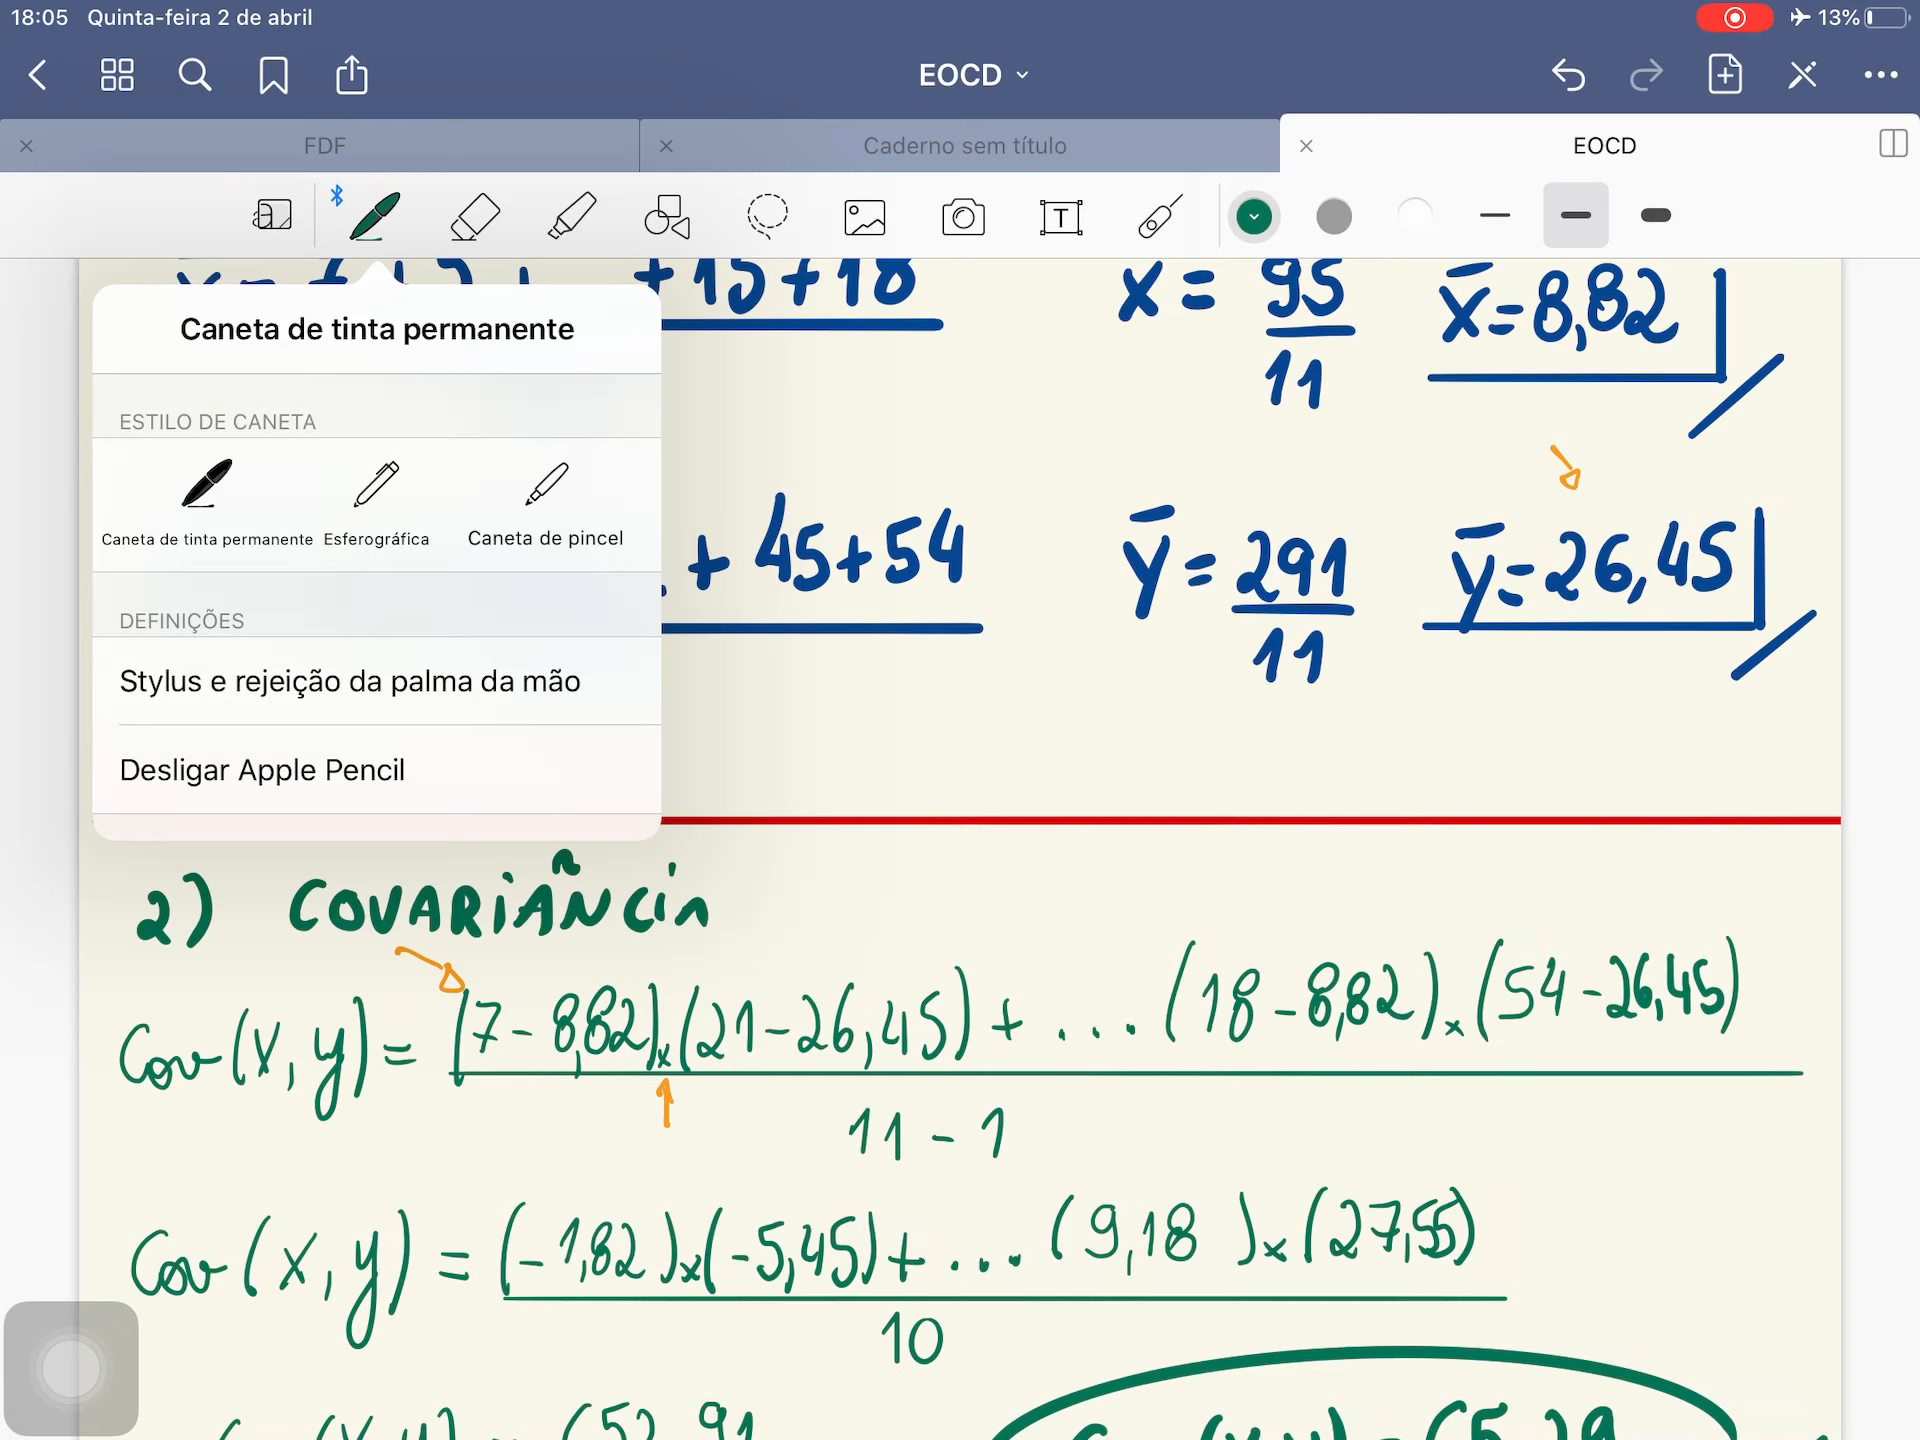 18:05 Quinta-feira 2 de abril 13%
EOCD
FDF Caderno sem título EOCD
+ 15 + 18 x = 95 x̄ = 8,82
11
Caneta de tinta permanente
ESTILO DE CANETA
Caneta de tinta permanente Esferográfica Caneta de pincel
+ 45 + 54 ȳ = 291 ȳ = 26,45
11
DEFINIÇÕES
Stylus e rejeição da palma da mão
Desligar Apple Pencil
2) COVARIÂNCIA
Cov(x,y) = (7 - 8,82) x (21 - 26,45) + ... (18 - 8,82) x (54 - 26,45)
11 - 1
Cov(x,y) = (-1,82) x (-5,45) + ... (9,18) x (27,55)
10